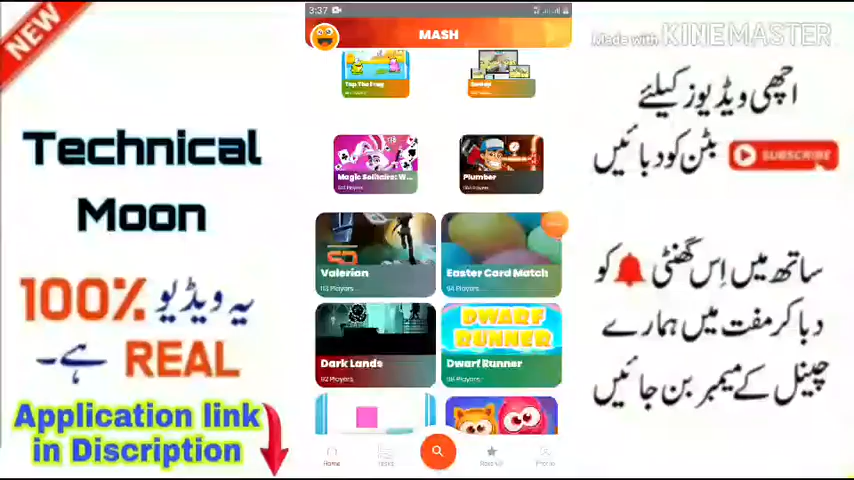 NEW
Technical
Moon
100% یہ ویڈیو
REAL ہے۔
Application link
in Discription
3:37
MASH
Tap The Frog
Magic Solitaire: W...
Plumber
Valerian
113 Players
Easter Card Match
94 Players
Dark Lands
92 Players
DWARF
RUNNER
Dwarf Runner
Players
Home
Made with KINEMASTER
اچھی ویڈیوز کیلئے
بٹن کو دبائیں SUBSCRIBE
ساتھ میں اِس گھنٹی کو
دبا کر مفت میں ہمارے
چینل کے میمبر بن جائیں